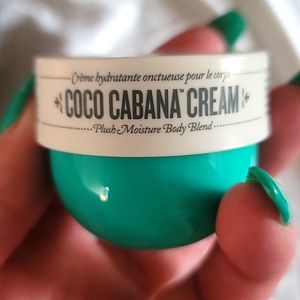 Crème hydratante onctueuse pour le corps
COCO CABANA™ CREAM
Plush Moisture Body Blend